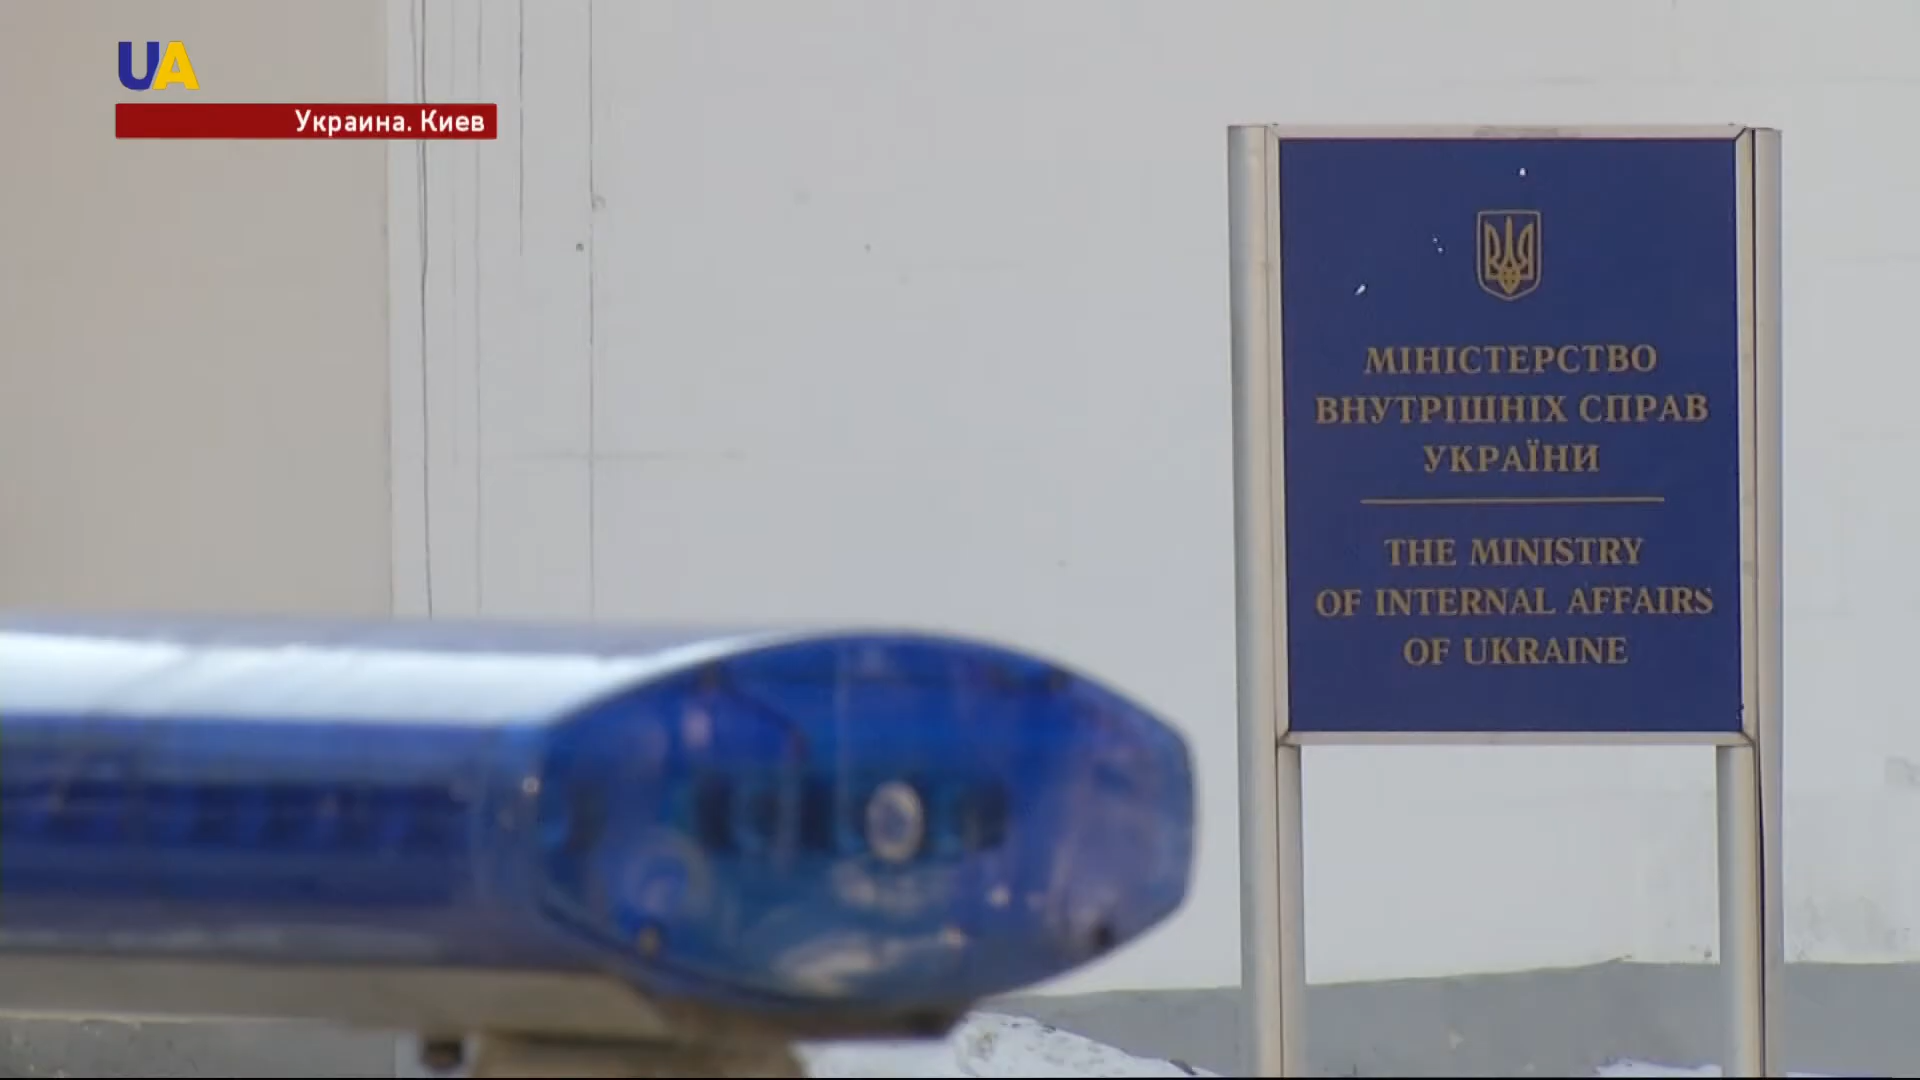 UA
Украина. Киев
МІНІСТЕРСТВО
ВНУТРІШНІХ СПРАВ
УКРАЇНИ
THE MINISTRY
OF INTERNAL AFFAIRS
OF UKRAINE